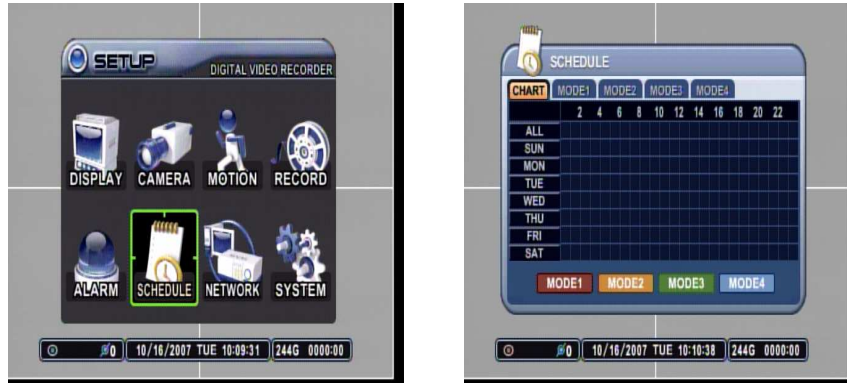 SETUP
DIGITAL VIDEO RECORDER
DISPLAY CAMERA MOTION RECORD
ALARM SCHEDULE NETWORK SYSTEM
0 10/16/2007 TUE 10:09:31 244G 0000:00
SCHEDULE
CHART MODE1 MODE2 MODE3 MODE4
2 4 6 8 10 12 14 16 18 20 22
ALL
SUN
MON
TUE
WED
THU
FRI
SAT
MODE1 MODE2 MODE3 MODE4
0 10/16/2007 TUE 10:10:38 244G 0000:00